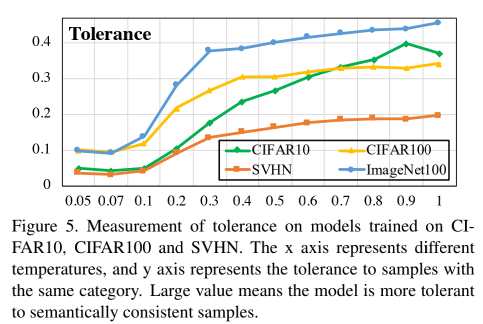 Tolerance
0.4
0.3
0.2
0.1
0
CIFAR10 CIFAR100
SVHN ImageNet100
0.05 0.07 0.1 0.2 0.3 0.4 0.5 0.6 0.7 0.8 0.9 1
Figure 5. Measurement of tolerance on models trained on CI-
FAR10, CIFAR100 and SVHN. The x axis represents different
temperatures, and y axis represents the tolerance to samples with
the same category. Large value means the model is more tolerant
to semantically consistent samples.